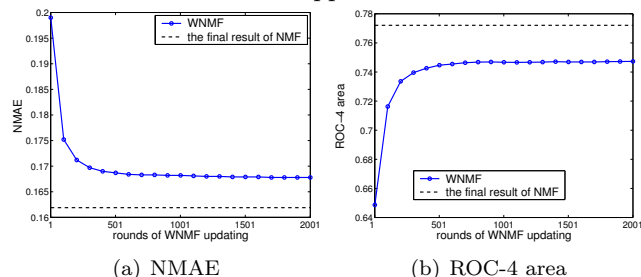 0.2
0.195
0.19
0.185
0.18
0.175
0.17
0.165
0.16
NMAE
WNMF
the final result of NMF
1 501 1001 1501 2001
rounds of WNMF updating
(a) NMAE
0.78
0.76
0.74
0.72
0.7
0.68
0.66
0.64
ROC-4 area
WNMF
the final result of NMF
1 501 1001 1501 2001
rounds of WNMF updating
(b) ROC-4 area